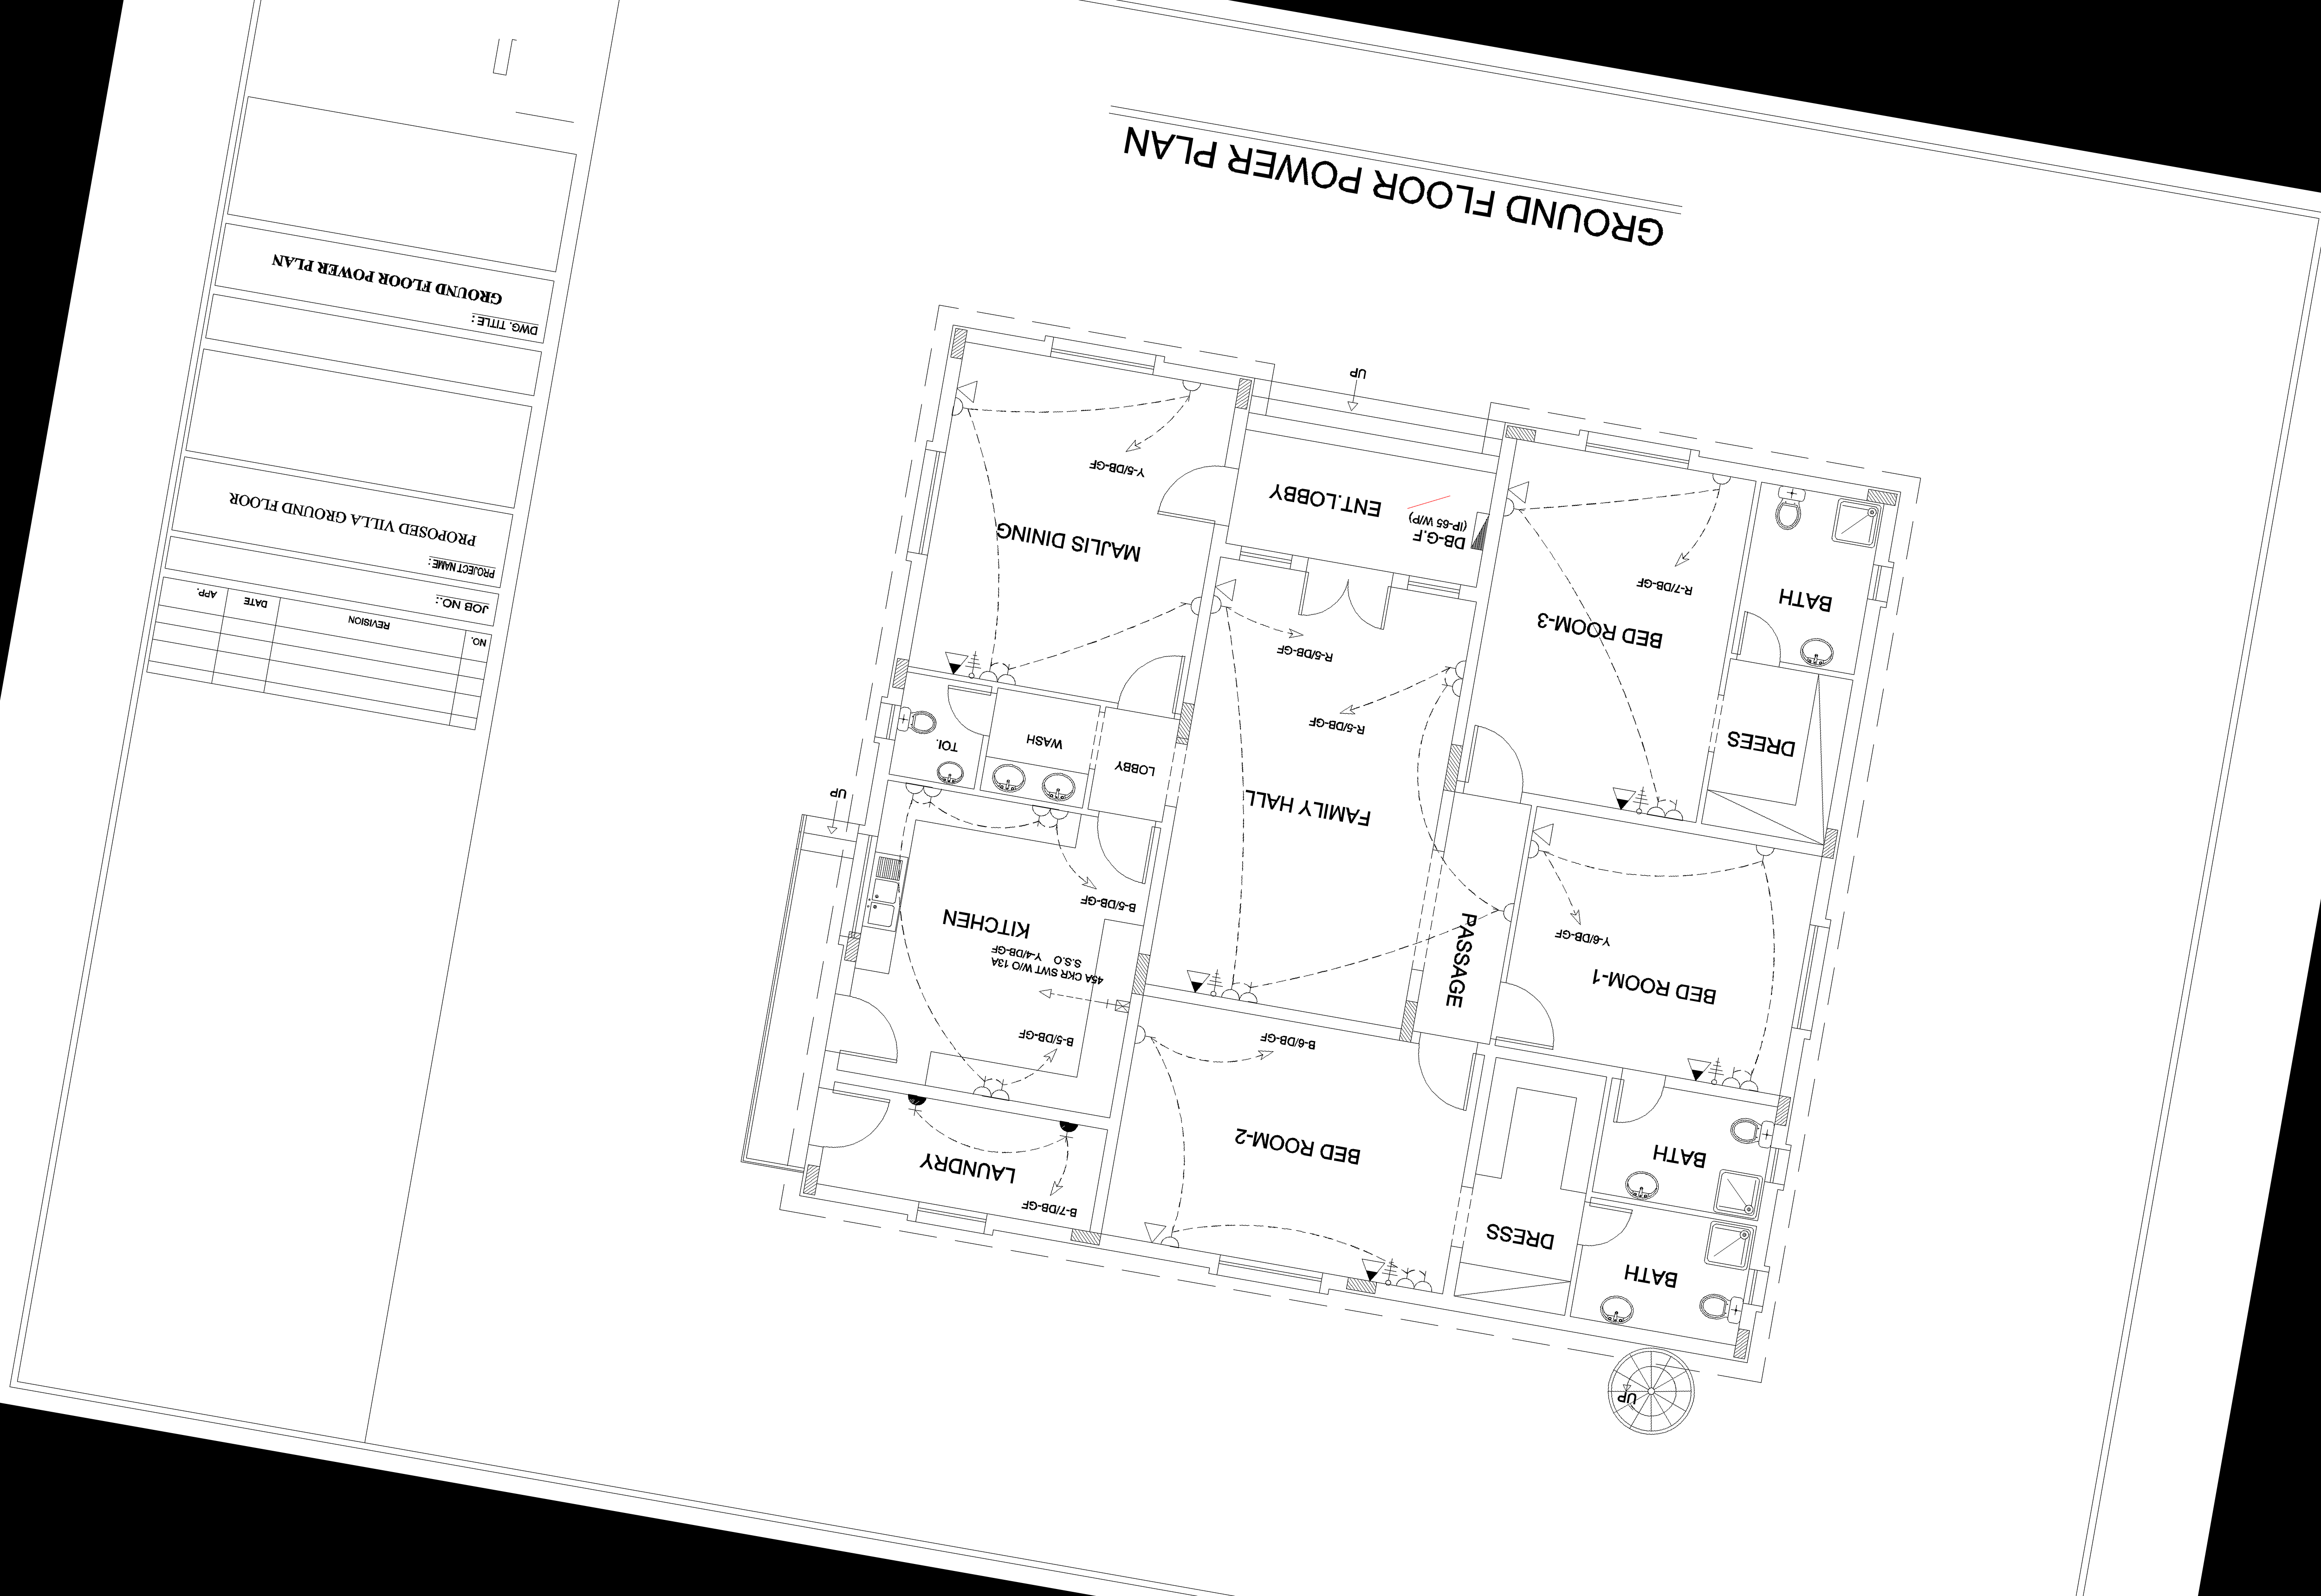 UP
BATH
BATH
DRESS
BED ROOM-2
B-7/DB-GF
LAUNDRY
BED ROOM-1
PASSAGE
B-6/DB-GF
B-5/DB-GF
45A CKR SWT W/O 13A
S.S.O Y-4/DB-GF
KITCHEN
Y-6/DB-GF
B-5/DB-GF
UP
DREES
FAMILY HALL
LOBBY
WASH
TOI.
R-5/DB-GF
R-5/DB-GF
BATH
BED ROOM-3
R-7/DB-GF
DB-G.F
(IP-65 W/P)
ENT.LOBBY
MAJLIS DINING
Y-5/DB-GF
UP
GROUND FLOOR POWER PLAN
NO.
REVISION
DATE
APP.
JOB NO.:
PROJECT NAME :
PROPOSED VILLA GROUND FLOOR
DWG. TITLE :
GROUND FLOOR POWER PLAN